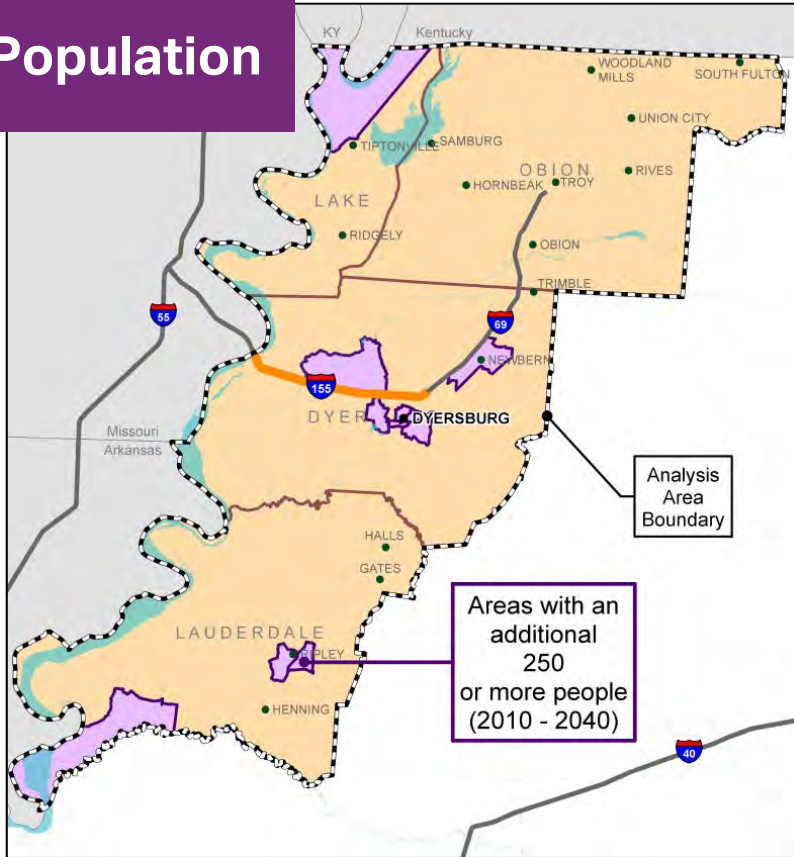 Population
KY
Kentucky
WOODLAND
MILLS
SOUTH FULTON
UNION CITY
TIPTONVILLE
SAMBURG
OBION
RIVES
HORNBEAK
TROY
LAKE
RIDGELY
OBION
TRIMBLE
55
69
NEWBERN
155
DYER
DYERSBURG
Missouri
Arkansas
Analysis
Area
Boundary
HALLS
GATES
Areas with an
additional
250
or more people
(2010 - 2040)
LAUDERDALE
RIPLEY
HENNING
40